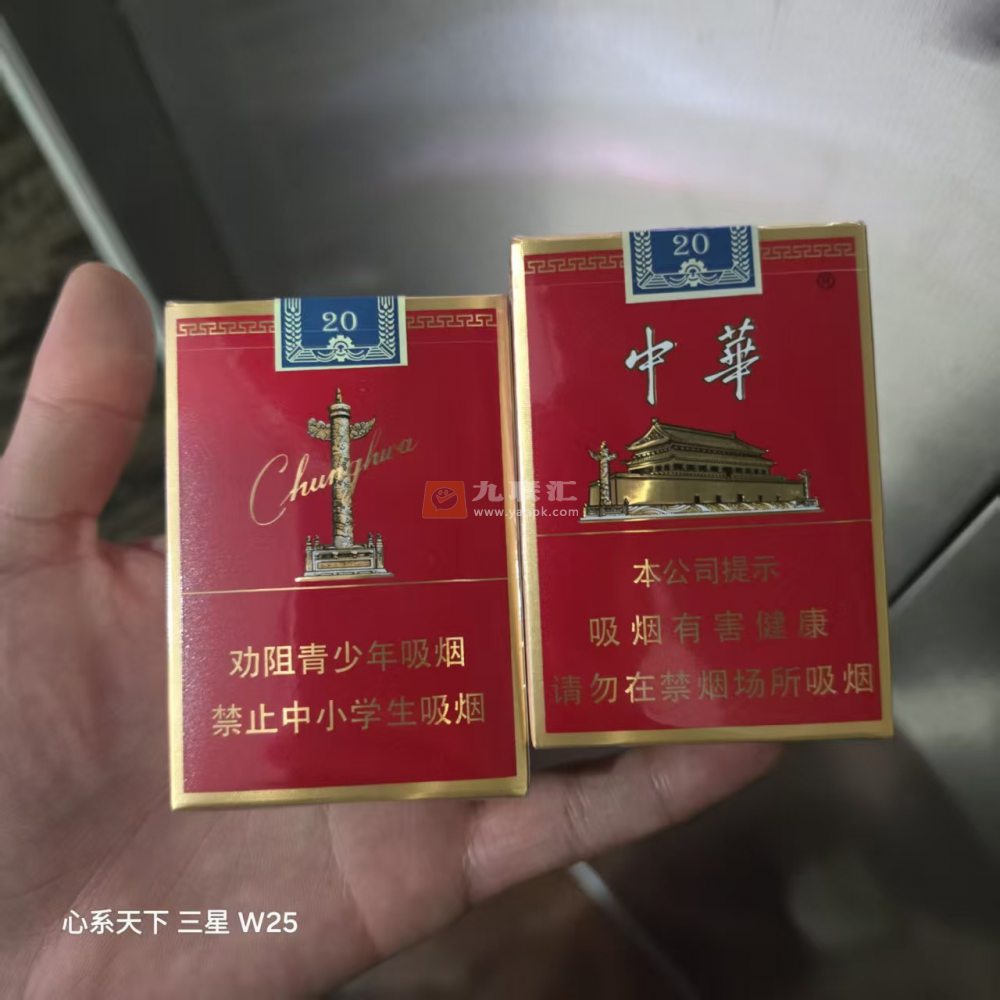 20
Chunghwa
劝阻青少年吸烟
禁止中小学生吸烟
20
中華
本公司提示
吸烟有害健康
请勿在禁烟场所吸烟
九联汇
www.yabpk.com
心系天下 三星 W25